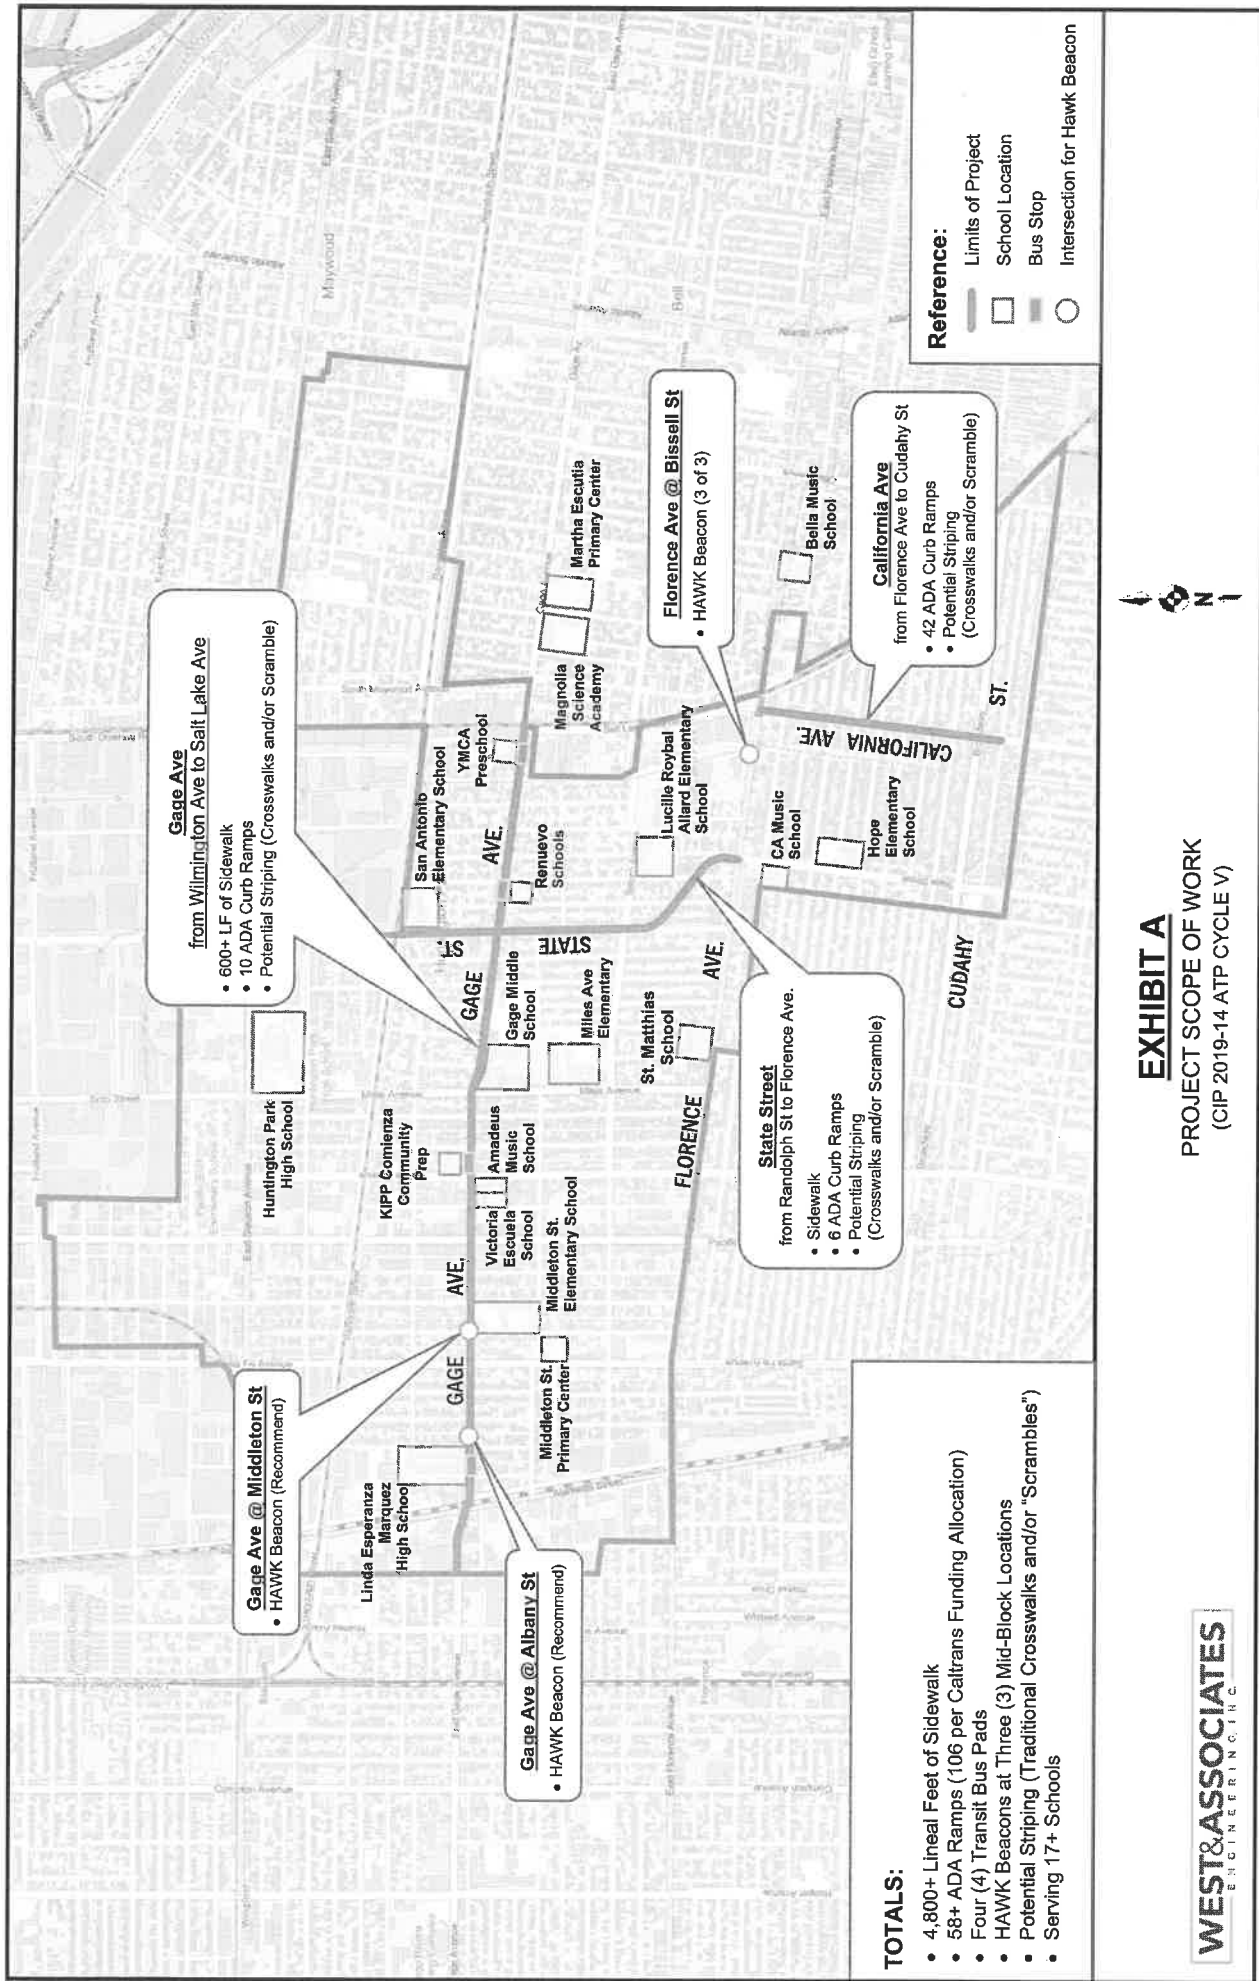 Gage Ave
from Wilmington Ave to Salt Lake Ave
• 600+ LF of Sidewalk
• 10 ADA Curb Ramps
• Potential Striping (Crosswalks and/or Scramble)
Gage Ave @ Middleton St
• HAWK Beacon (Recommend)
Gage Ave @ Albany St
• HAWK Beacon (Recommend)
Florence Ave @ Bissell St
• HAWK Beacon (3 of 3)
California Ave
from Florence Ave to Cudahy St
• 42 ADA Curb Ramps
• Potential Striping
(Crosswalks and/or Scramble)
State Street
from Randolph St to Florence Ave.
• Sidewalk
• 6 ADA Curb Ramps
• Potential Striping
(Crosswalks and/or Scramble)
Huntington Park
High School
KIPP Comienza
Community
Prep
Linda Esperanza
Marquez
High School
Victoria
Escuela
School
Amadeus
Music
School
Middleton St.
Elementary School
Middleton St.
Primary Center
Gage Middle
School
Miles Ave
Elementary
St. Matthias
School
San Antonio
Elementary School
YMCA
Preschool
Renuevo
Schools
Magnolia
Science
Academy
Martha Escutia
Primary Center
Lucille Roybal
Allard Elementary
School
CA Music
School
Hope
Elementary
School
Bella Music
School
GAGE
AVE.
GAGE
AVE.
STATE
ST.
FLORENCE
AVE.
CALIFORNIA AVE.
CUDAHY
ST.
Maywood
Bell
Reference:
Limits of Project
School Location
Bus Stop
Intersection for Hawk Beacon
TOTALS:
• 4,800+ Lineal Feet of Sidewalk
• 58+ ADA Ramps (106 per Caltrans Funding Allocation)
• Four (4) Transit Bus Pads
• HAWK Beacons at Three (3) Mid-Block Locations
• Potential Striping (Traditional Crosswalks and/or "Scrambles")
• Serving 17+ Schools
WEST&ASSOCIATES
ENGINEERING, INC.
EXHIBIT A
PROJECT SCOPE OF WORK
(CIP 2019-14 ATP CYCLE V)
N